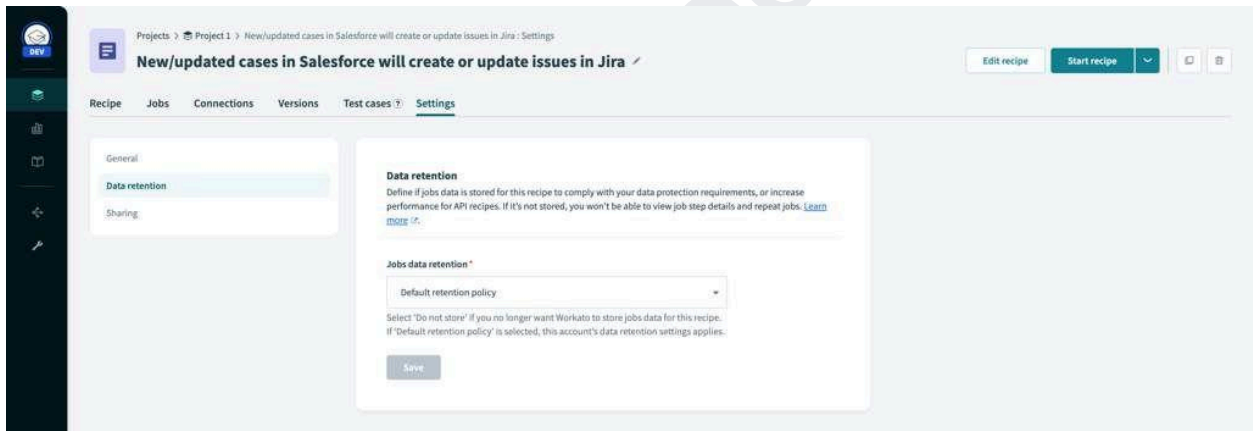 DEV
Projects > Project 1 > New/updated cases in Salesforce will create or update issues in Jira : Settings
New/updated cases in Salesforce will create or update issues in Jira
Edit recipe
Start recipe
Recipe
Jobs
Connections
Versions
Test cases ?
Settings
General
Data retention
Sharing
Data retention
Define if jobs data is stored for this recipe to comply with your data protection requirements, or increase
performance for API recipes. If it's not stored, you won't be able to view job step details and repeat jobs. Learn
more
Jobs data retention *
Default retention policy
Select 'Do not store' if you no longer want Workato to store jobs data for this recipe.
If 'Default retention policy' is selected, this account's data retention settings applies.
Save